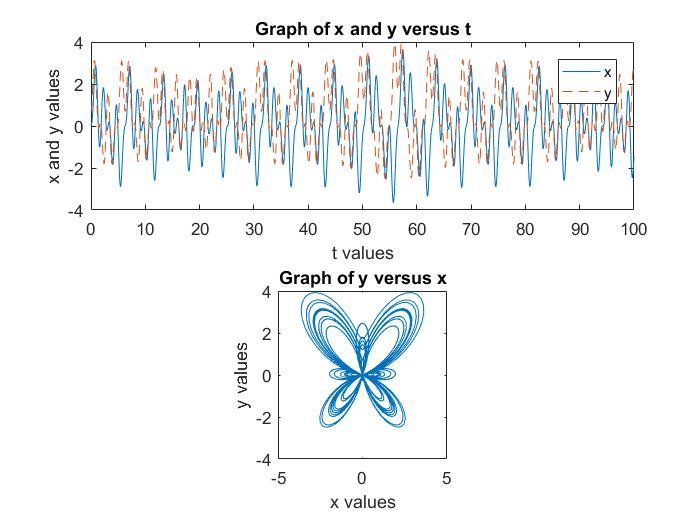 Graph of x and y versus t
4
2
0
-2
-4
x and y values
x
y
0 10 20 30 40 50 60 70 80 90 100
t values
Graph of y versus x
4
2
0
-2
-4
y values
-5 0 5
x values